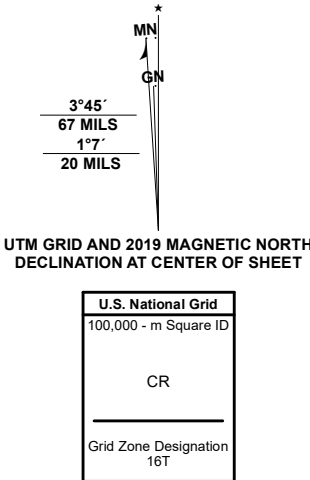 MN
GN
3°45´
67 MILS
1°7´
20 MILS
UTM GRID AND 2019 MAGNETIC NORTH
DECLINATION AT CENTER OF SHEET
U.S. National Grid
100,000 - m Square ID
CR
Grid Zone Designation
16T